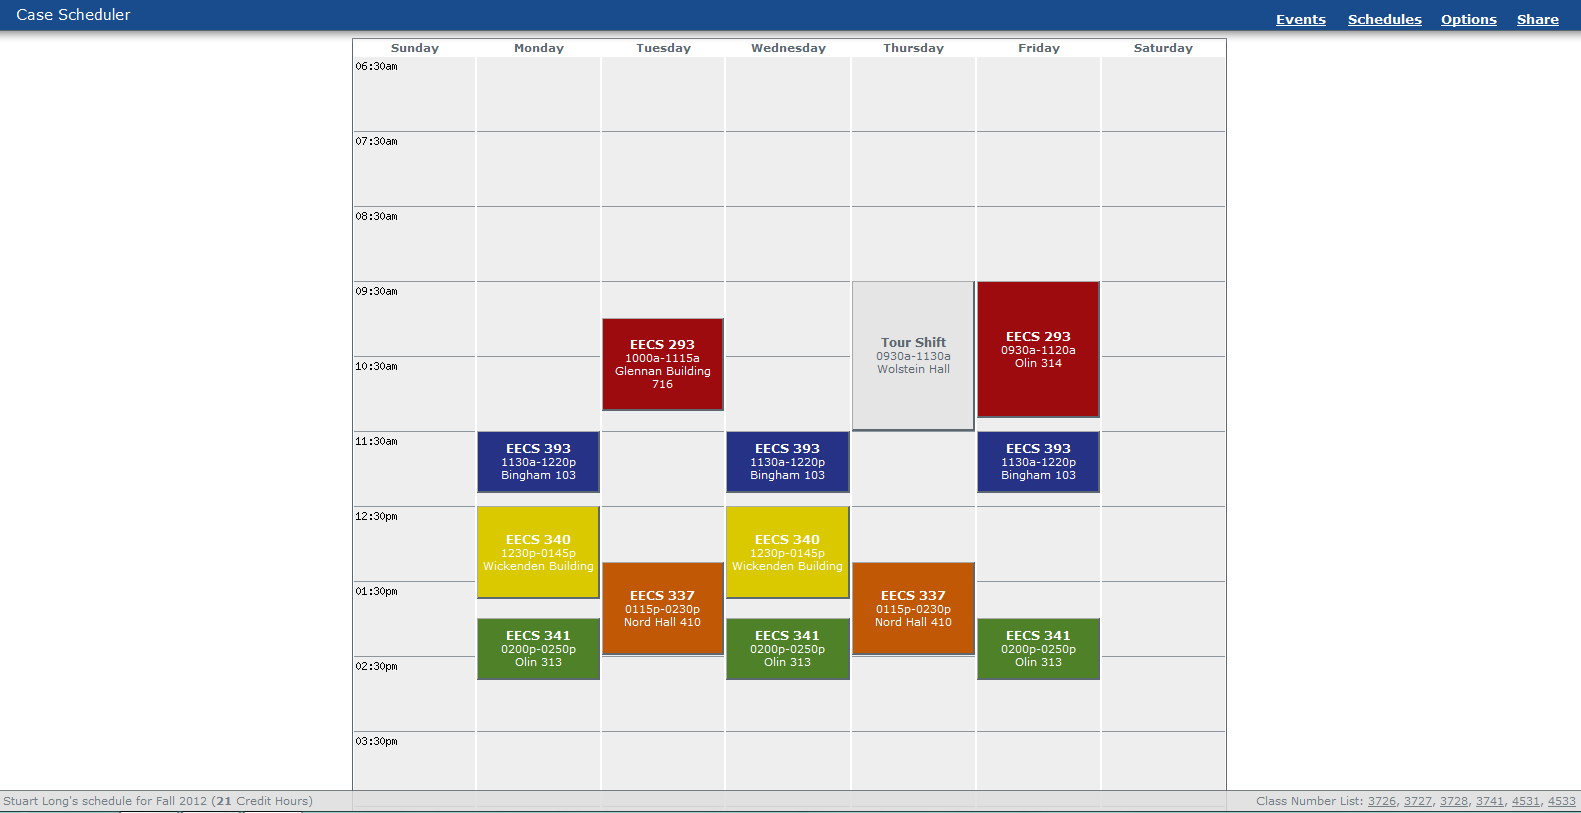 Case Scheduler
Events Schedules Options Share
Sunday Monday Tuesday Wednesday Thursday Friday Saturday
06:30am
07:30am
08:30am
09:30am
10:30am
11:30am
12:30pm
01:30pm
02:30pm
03:30pm
EECS 393
1130a-1220p
Bingham 103
EECS 340
1230p-0145p
Wickenden Building
EECS 341
0200p-0250p
Olin 313
EECS 293
1000a-1115a
Glennan Building
716
EECS 337
0115p-0230p
Nord Hall 410
EECS 393
1130a-1220p
Bingham 103
EECS 340
1230p-0145p
Wickenden Building
EECS 341
0200p-0250p
Olin 313
Tour Shift
0930a-1130a
Wolstein Hall
EECS 337
0115p-0230p
Nord Hall 410
EECS 293
0930a-1120a
Olin 314
EECS 393
1130a-1220p
Bingham 103
EECS 341
0200p-0250p
Olin 313
Stuart Long's schedule for Fall 2012 (21 Credit Hours)
Class Number List: 3726, 3727, 3728, 3741, 4531, 4533